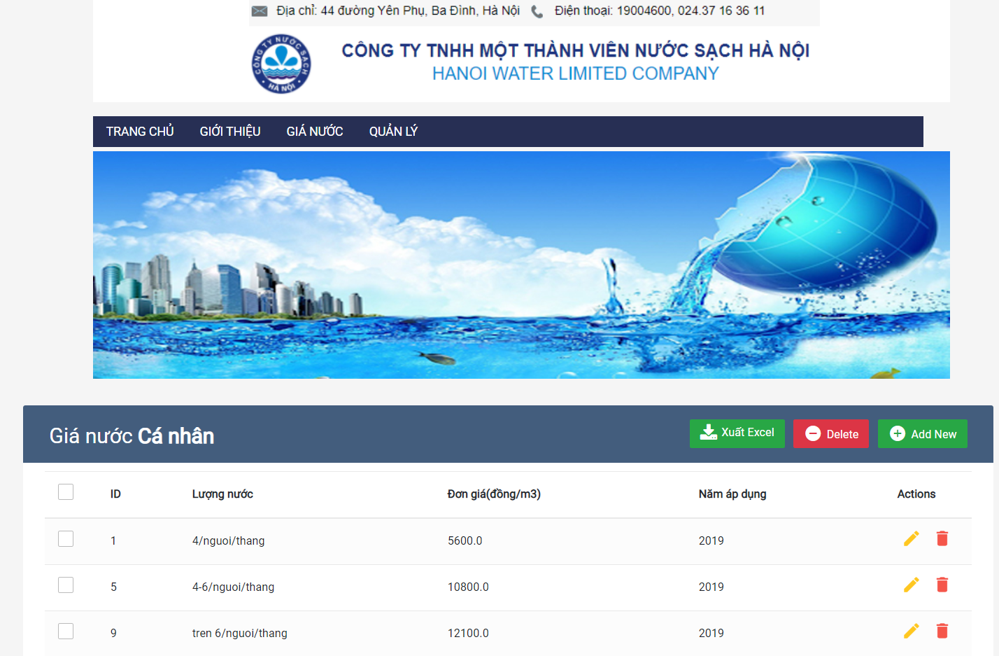 Địa chỉ: 44 đường Yên Phụ, Ba Đình, Hà Nội Điện thoại: 19004600, 024.37 16 36 11
CÔNG TY NƯỚC SẠCH
HÀ NỘI
CÔNG TY TNHH MỘT THÀNH VIÊN NƯỚC SẠCH HÀ NỘI
HANOI WATER LIMITED COMPANY
TRANG CHỦ GIỚI THIỆU GIÁ NƯỚC QUẢN LÝ
Giá nước Cá nhân Xuất Excel Delete Add New
ID Lượng nước Đơn giá(đồng/m3) Năm áp dụng Actions
1 4/nguoi/thang 5600.0 2019
5 4-6/nguoi/thang 10800.0 2019
9 tren 6/nguoi/thang 12100.0 2019